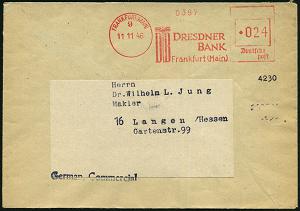 0397
FRANKFURT (MAIN)
9
11 11 46
DRESDNER
BANK
Frankfurt (Main)
024
Deutsche
post
4230
Herrn
Dr.Wilhelm L. Jung
Makler
16 Langen /Hessen
Gartenstr.99
German, Commercial